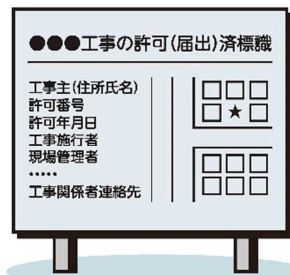 ●●●工事の許可(届出)済標識
工事主(住所氏名)
許可番号
許可年月日
工事施行者
現場管理者
•••••
工事関係者連絡先